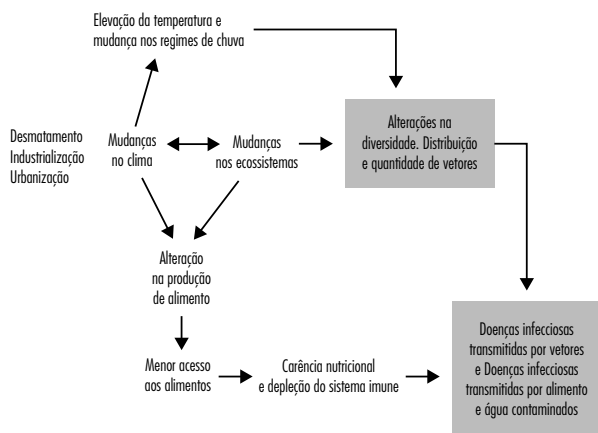 Elevação da temperatura e
mudança nos regimes de chuva
Desmatamento
Industrialização
Urbanização
Mudanças
no clima
Mudanças
nos ecossistemas
Alterações na
diversidade. Distribuição
e quantidade de vetores
Alteração
na produção
de alimento
Menor acesso
aos alimentos
Carência nutricional
e depleção do sistema imune
Doenças infecciosas
transmitidas por vetores
e Doenças infecciosas
transmitidas por alimento
e água contaminados